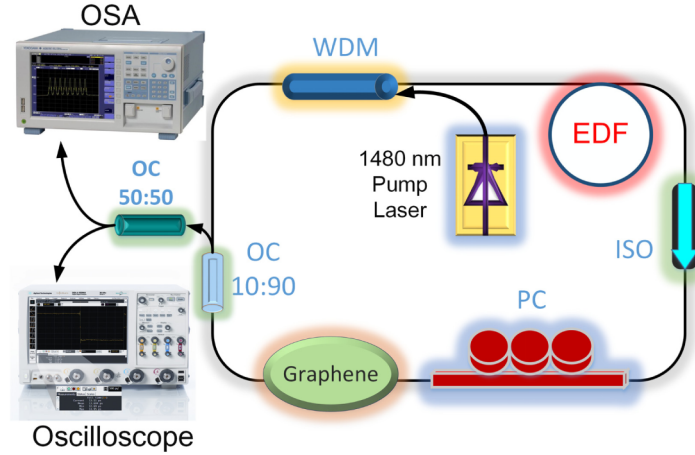 OSA
WDM
EDF
1480 nm
Pump
Laser
OC
50:50
ISO
OC
10:90
PC
Graphene
Oscilloscope